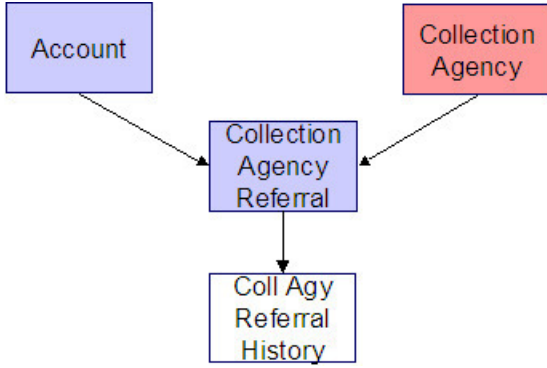 Account
Collection
Agency
Collection
Agency
Referral
Coll Agy
Referral
History